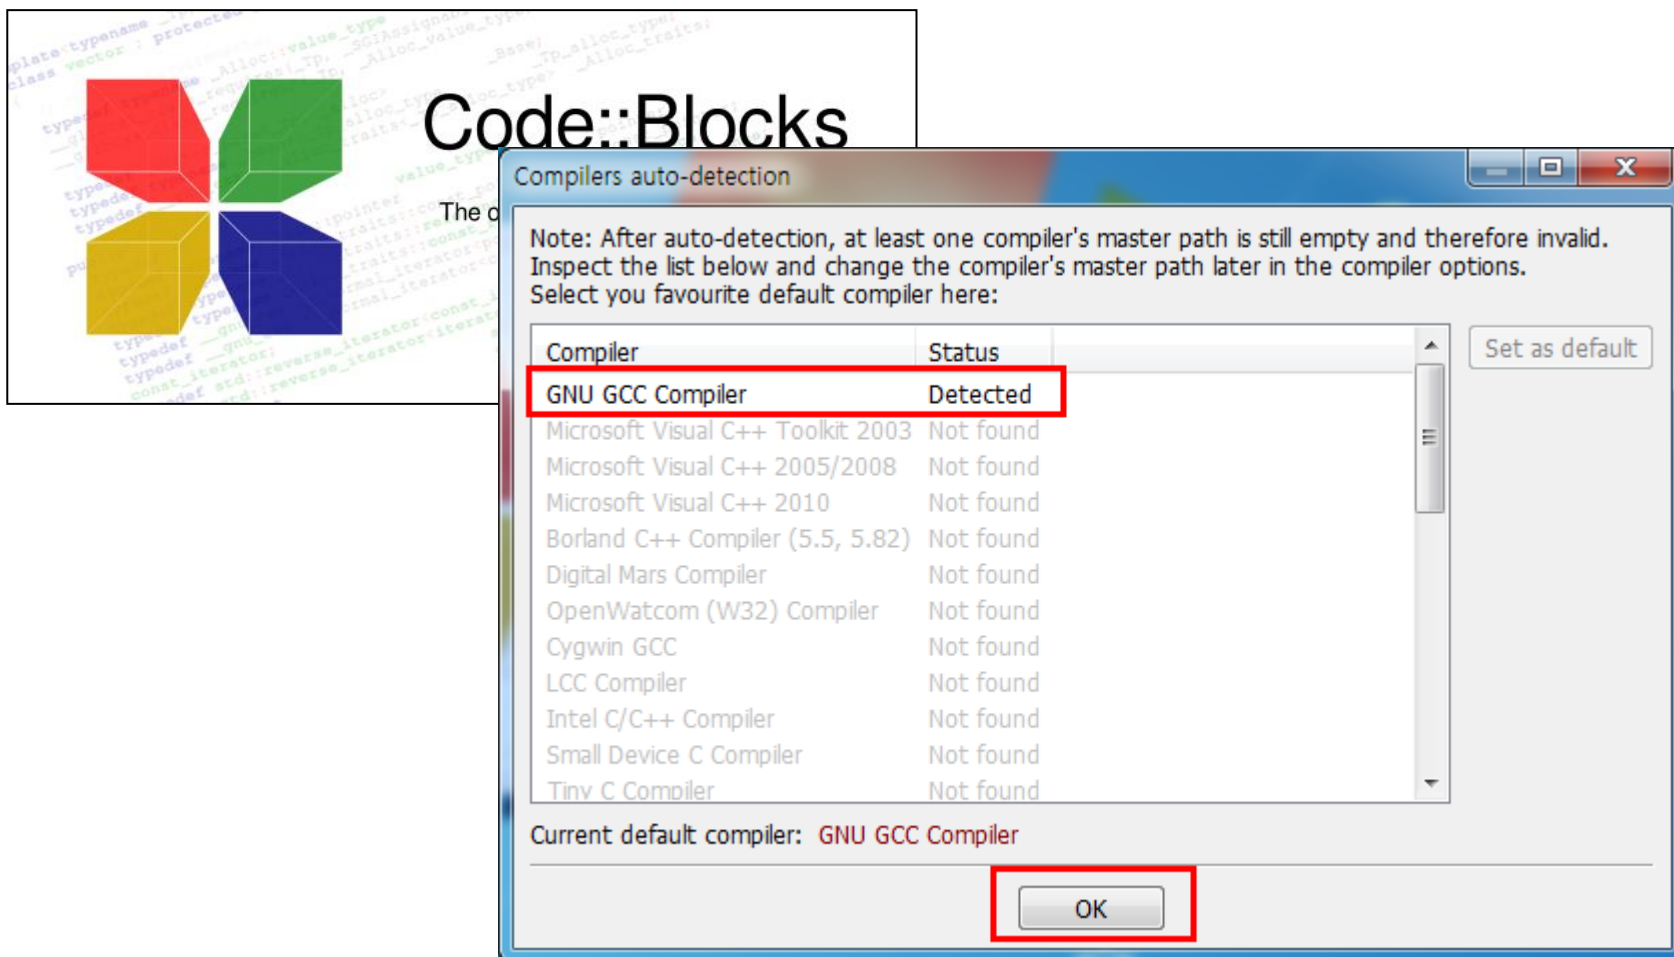 Code::Blocks
The o
Compilers auto-detection
Note: After auto-detection, at least one compiler's master path is still empty and therefore invalid.
Inspect the list below and change the compiler's master path later in the compiler options.
Select you favourite default compiler here:
Compiler Status
Set as default
GNU GCC Compiler Detected
Microsoft Visual C++ Toolkit 2003 Not found
Microsoft Visual C++ 2005/2008 Not found
Microsoft Visual C++ 2010 Not found
Borland C++ Compiler (5.5, 5.82) Not found
Digital Mars Compiler Not found
OpenWatcom (W32) Compiler Not found
Cygwin GCC Not found
LCC Compiler Not found
Intel C/C++ Compiler Not found
Small Device C Compiler Not found
Tiny C Compiler Not found
Current default compiler: GNU GCC Compiler
OK